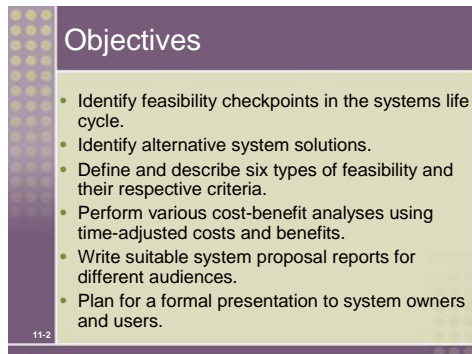 Objectives
• Identify feasibility checkpoints in the systems life
cycle.
• Identify alternative system solutions.
• Define and describe six types of feasibility and
their respective criteria.
• Perform various cost-benefit analyses using
time-adjusted costs and benefits.
• Write suitable system proposal reports for
different audiences.
• Plan for a formal presentation to system owners
and users.
11-2